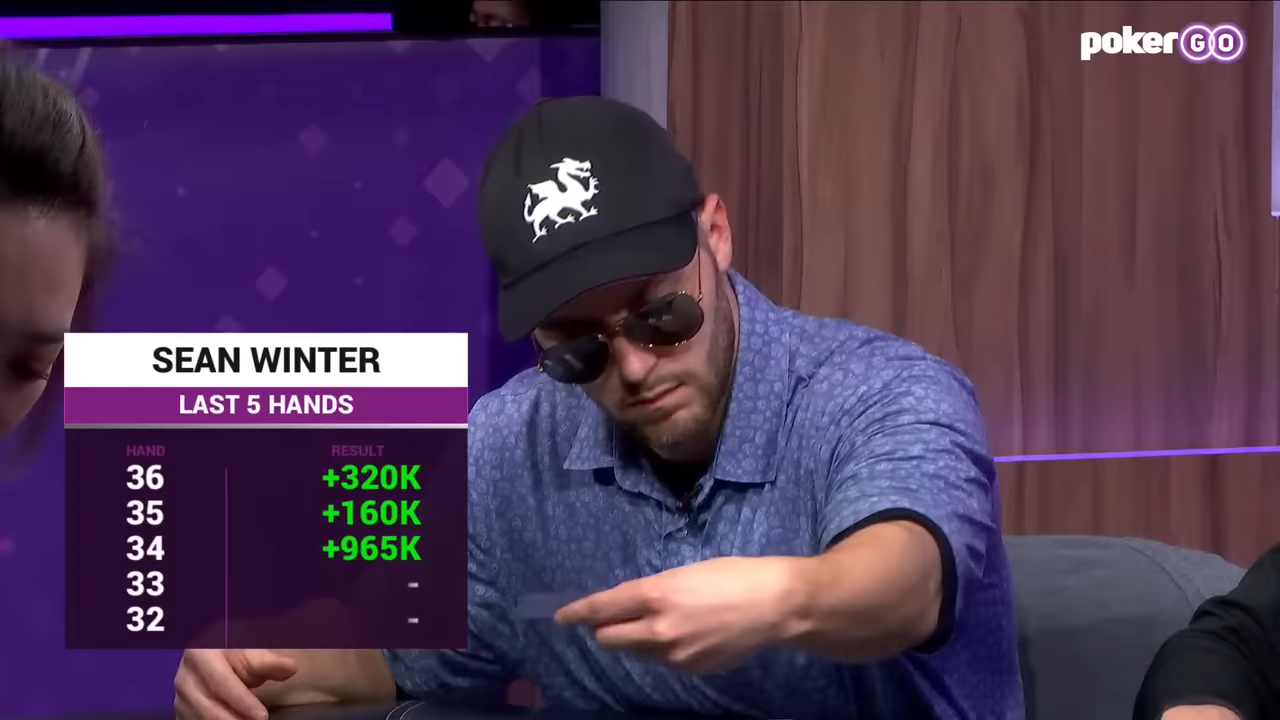 pokerGO
SEAN WINTER
LAST 5 HANDS
HAND RESULT
36 +320K
35 +160K
34 +965K
33 -
32 -